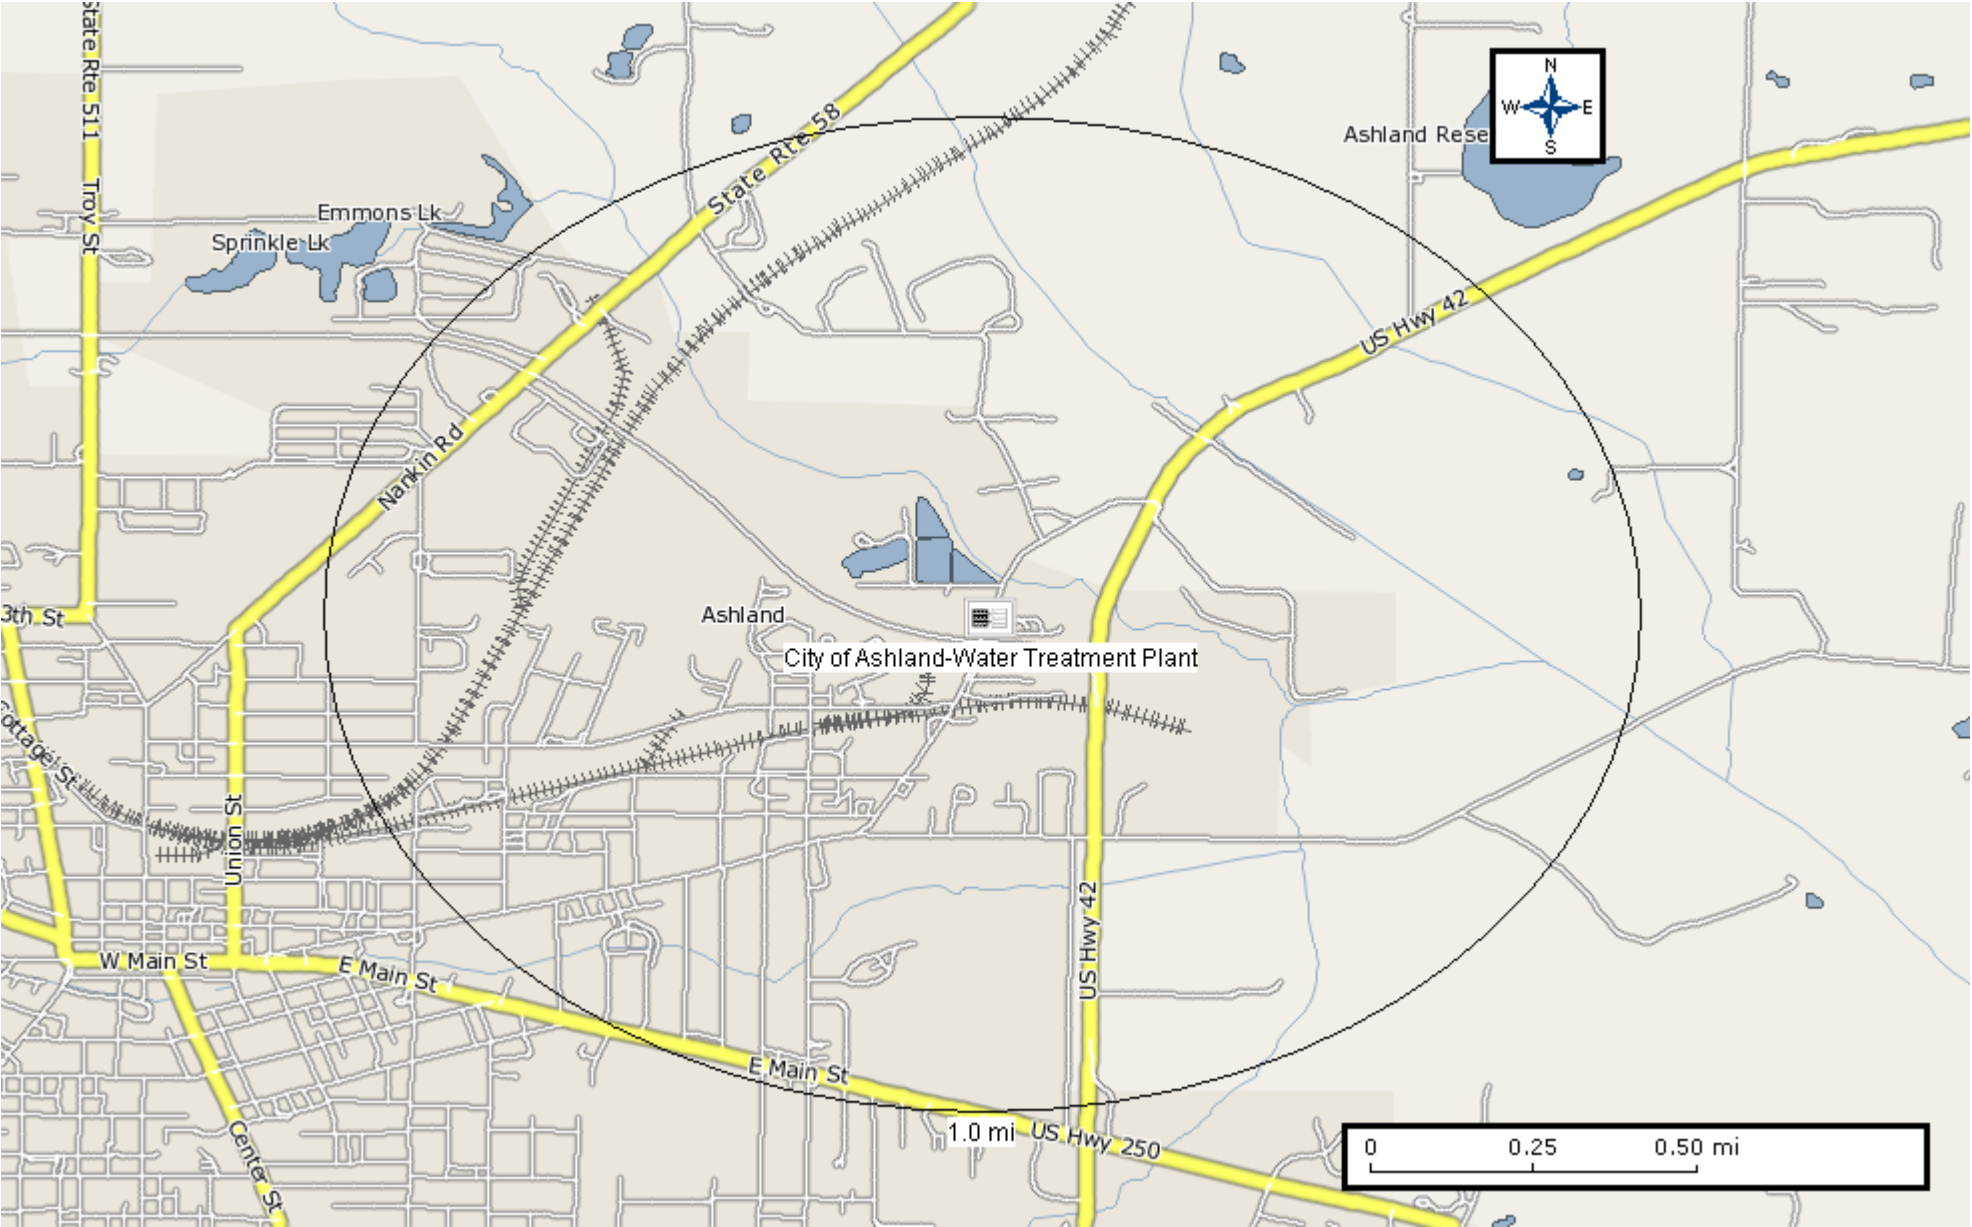 State Rte 511
Troy St
State Rte 58
N
W E
S
Ashland Rese
Emmons Lk
Sprinkle Lk
US Hwy 42
Nankin Rd
3th St
Ashland
City of Ashland-Water Treatment Plant
Cottage St
Union St
US Hwy 42
W Main St
E Main St
E Main St
Center St
1.0 mi
US Hwy 250
0 0.25 0.50 mi